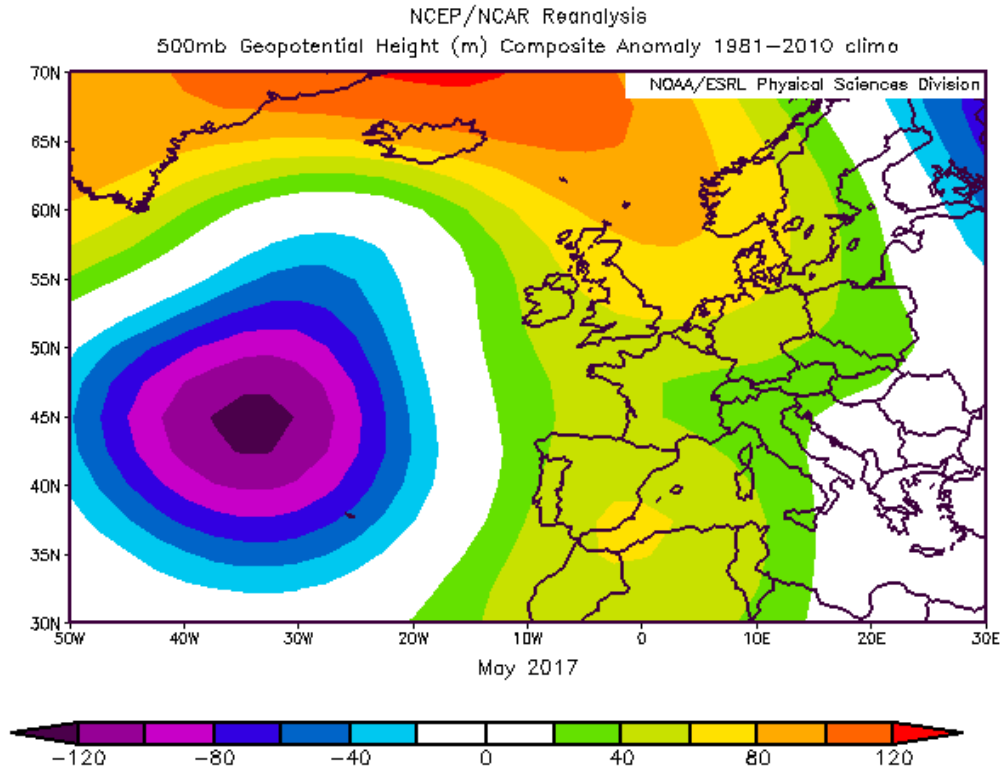 NCEP/NCAR Reanalysis
500mb Geopotential Height (m) Composite Anomaly 1981−2010 climo
NOAA/ESRL Physical Sciences Division
70N
65N
60N
55N
50N
45N
40N
35N
30N
50W 40W 30W 20W 10W 0 10E 20E 30E
May 2017
−120 −80 −40 0 40 80 120